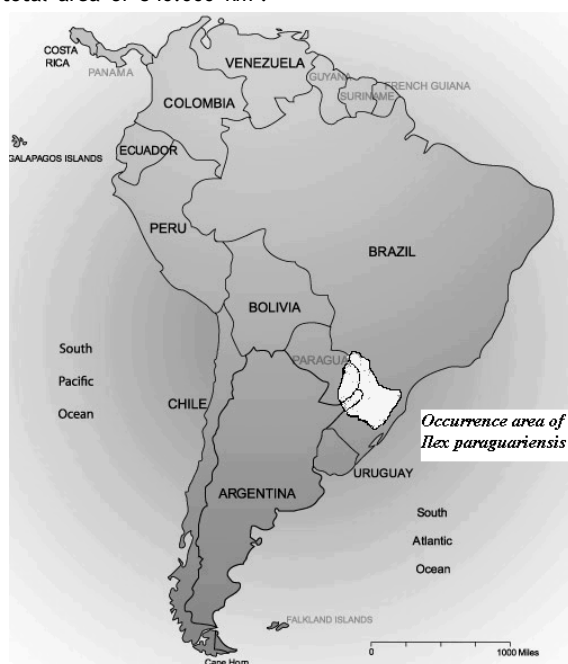 COSTA
RICA
PANAMA
VENEZUELA
GUYANA
FRENCH GUIANA
SURINAME
COLOMBIA
ECUADOR
GALAPAGOS ISLANDS
PERU
BRAZIL
BOLIVIA
South
Pacific
Ocean
PARAGUA
CHILE
Occurrence area of
Ilex paraguariensis
URUGUAY
ARGENTINA
South
Atlantic
Ocean
FALKLAND ISLANDS
Cape Horn
0 1000 Miles